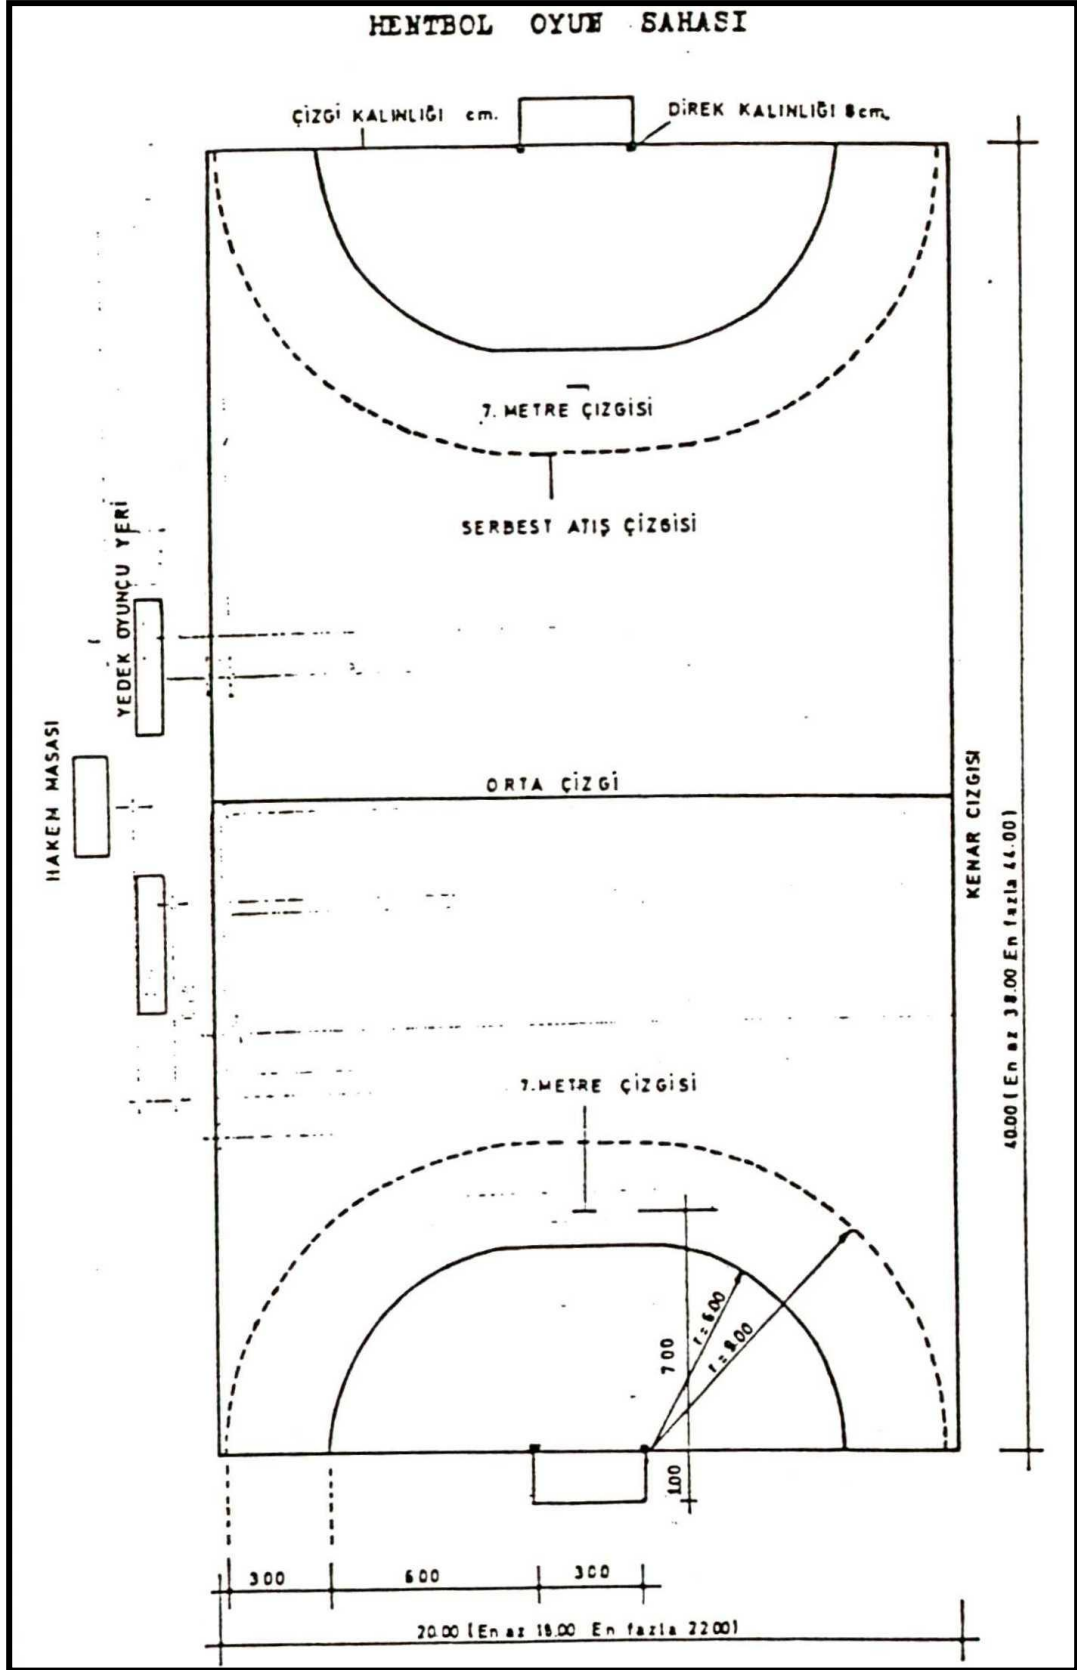 HENTBOL OYUN SAHASI
ÇİZGİ KALINLIĞI cm.
DİREK KALINLIĞI 8cm.
7. METRE ÇİZGİSİ
SERBEST ATIŞ ÇİZGİSİ
YEDEK OYUNÇU YERİ
HAKEM MASASI
ORTA ÇİZGİ
KENAR CIZGISI
40.00 (En az 38.00 En fazla 44.00)
7.METRE ÇİZGİSİ
r=6.00
r=9.00
700
100
300
600
300
20.00 (En az 18.00 En fazla 22.00)